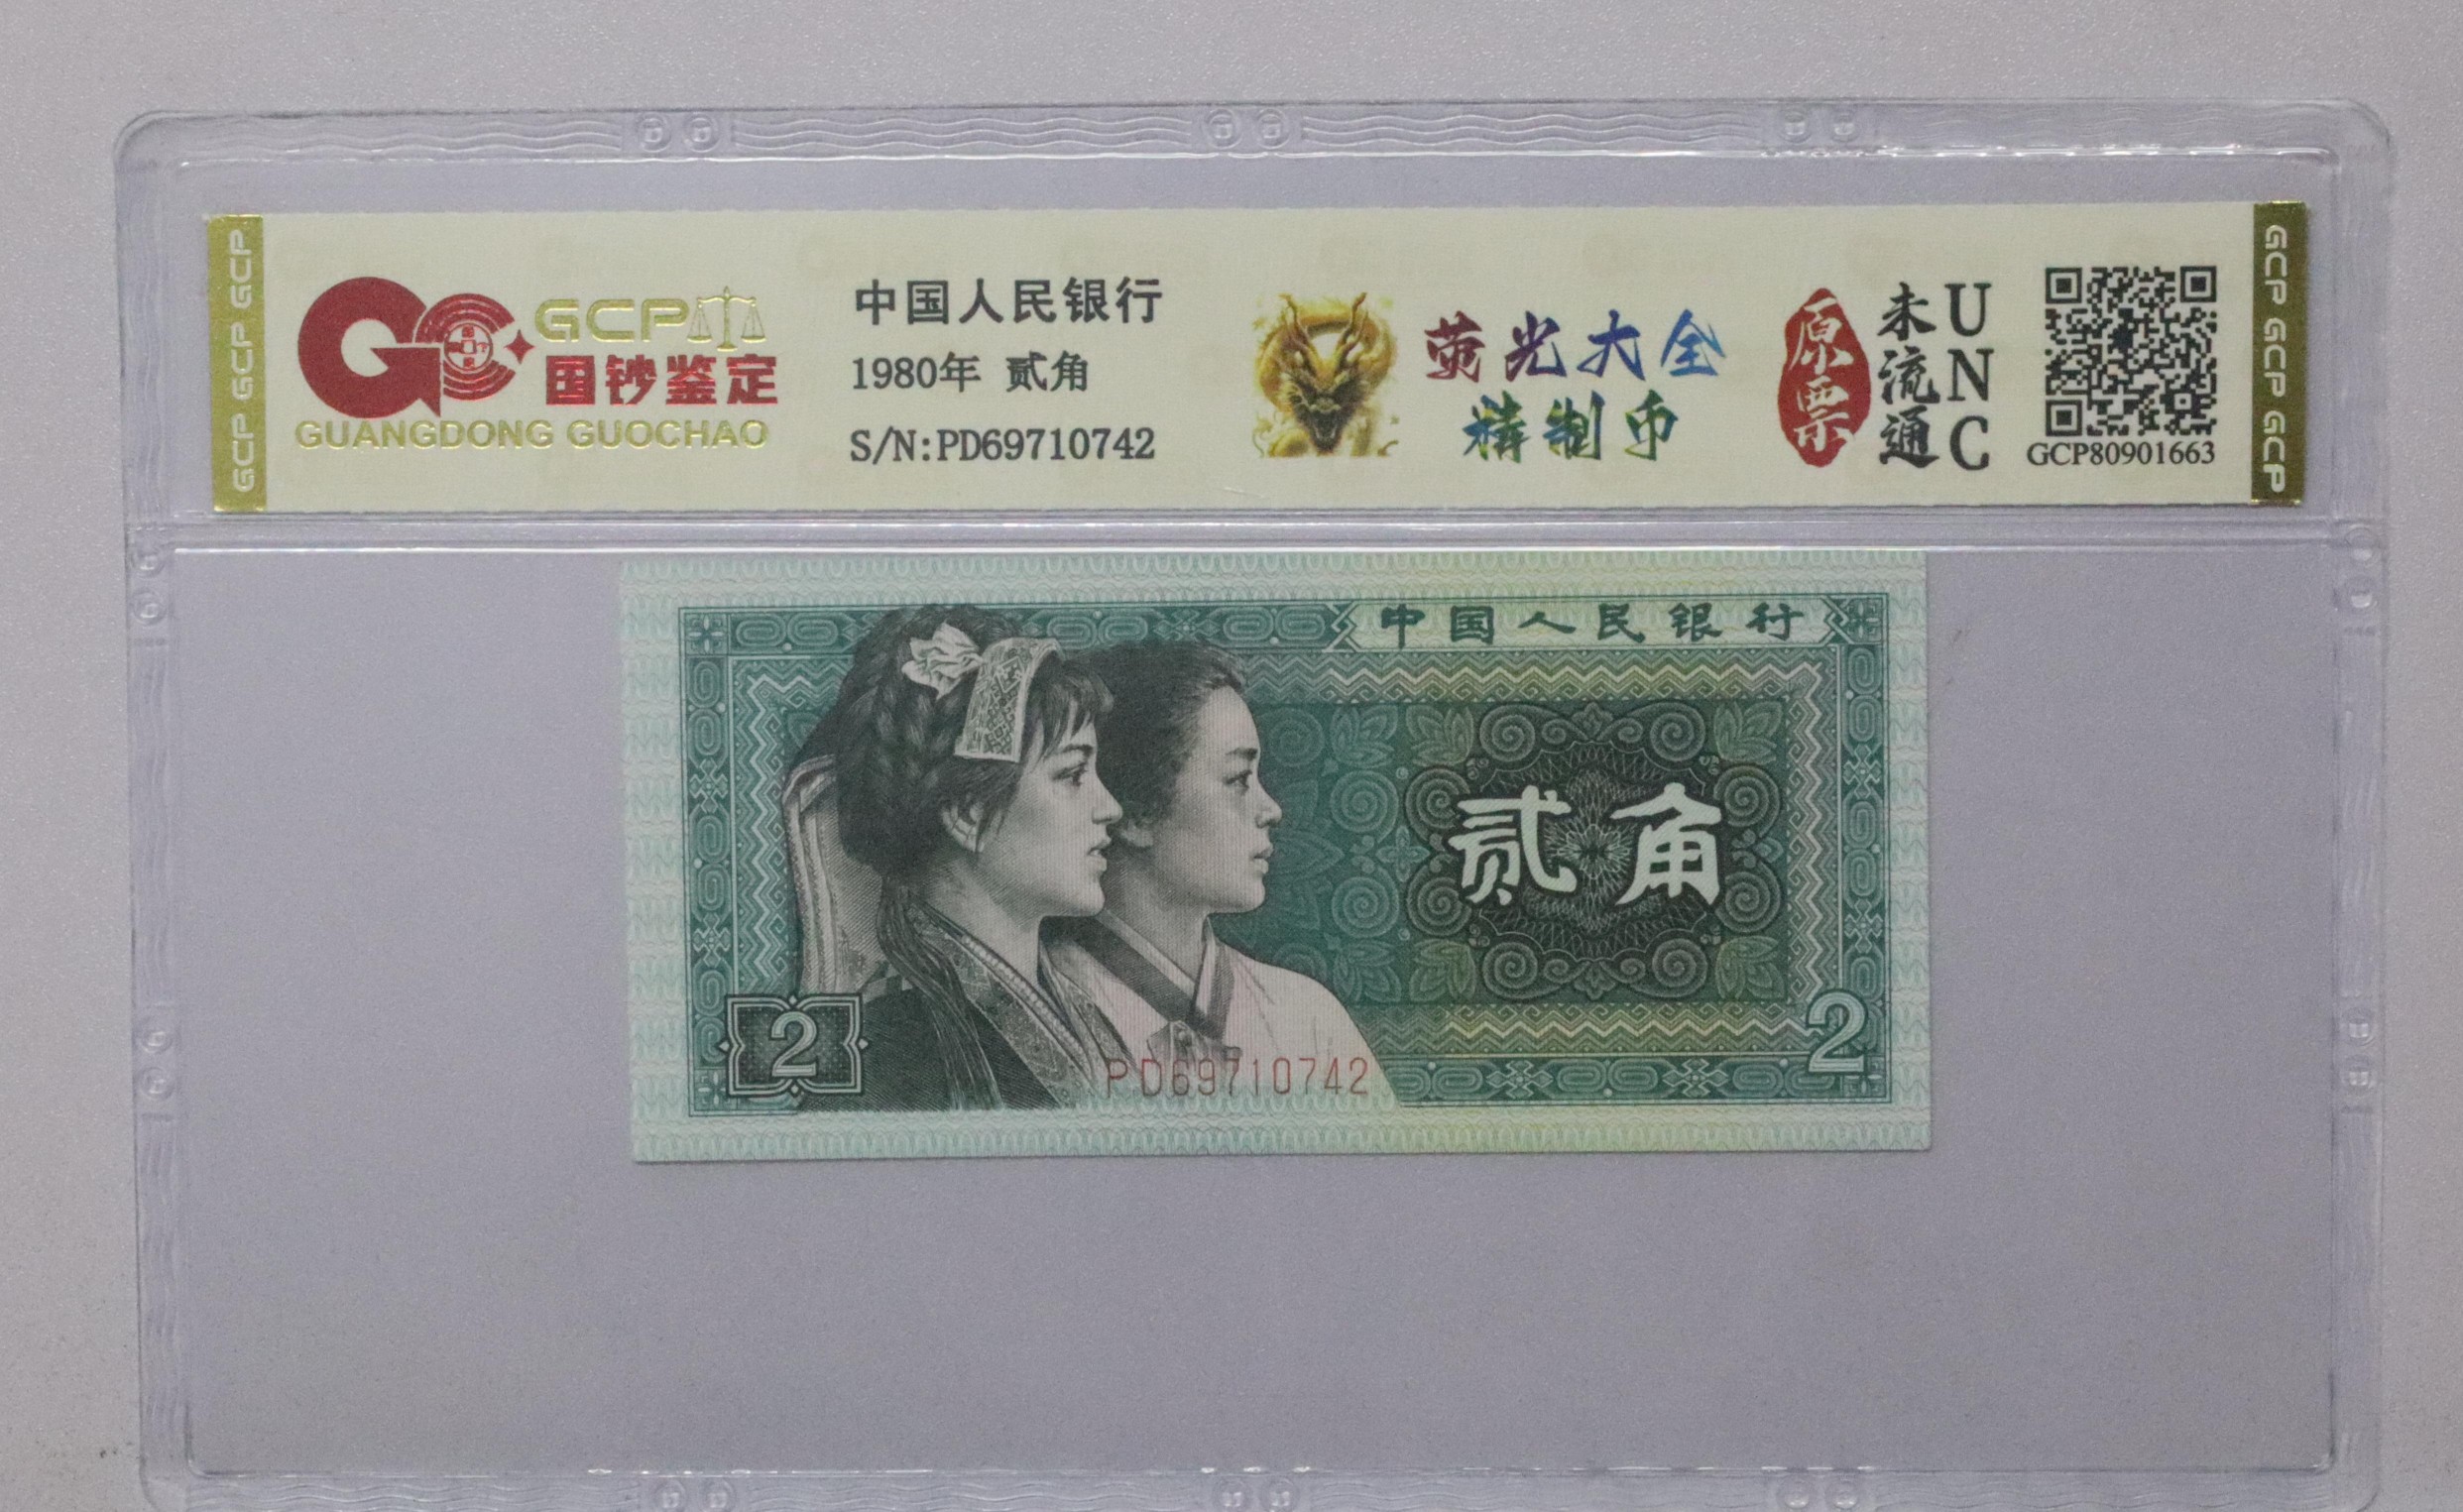 GCP GCP GCP
GCP
国钞鉴定
GUANGDONG GUOCHAO
中国人民银行
1980年 贰角
S/N:PD69710742
荧光大全
精制币
原票
未流通
UNC
GCP80901663
GCP GCP GCP
中国人民银行
贰角
2
2
PD69710742